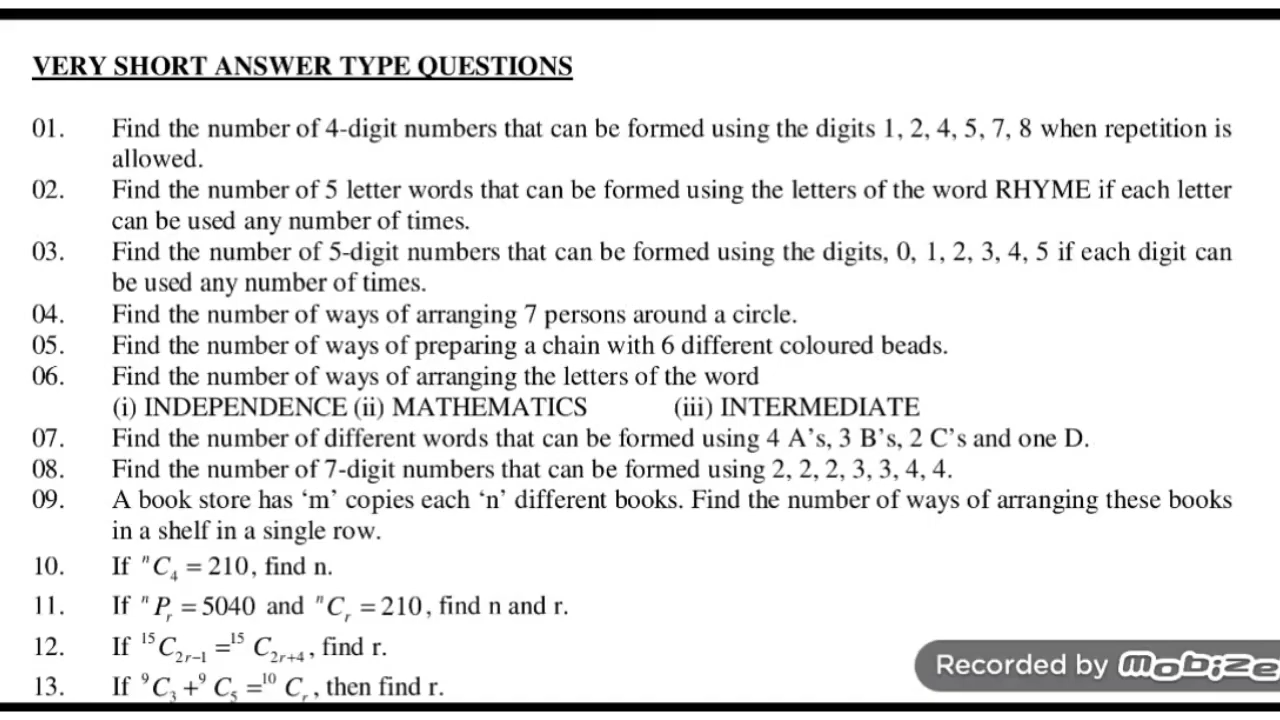 VERY SHORT ANSWER TYPE QUESTIONS
01. Find the number of 4-digit numbers that can be formed using the digits 1, 2, 4, 5, 7, 8 when repetition is
allowed.
02. Find the number of 5 letter words that can be formed using the letters of the word RHYME if each letter
can be used any number of times.
03. Find the number of 5-digit numbers that can be formed using the digits, 0, 1, 2, 3, 4, 5 if each digit can
be used any number of times.
04. Find the number of ways of arranging 7 persons around a circle.
05. Find the number of ways of preparing a chain with 6 different coloured beads.
06. Find the number of ways of arranging the letters of the word
(i) INDEPENDENCE (ii) MATHEMATICS (iii) INTERMEDIATE
07. Find the number of different words that can be formed using 4 A’s, 3 B’s, 2 C’s and one D.
08. Find the number of 7-digit numbers that can be formed using 2, 2, 2, 3, 3, 4, 4.
09. A book store has ‘m’ copies each ‘n’ different books. Find the number of ways of arranging these books
in a shelf in a single row.
10. If ⁿC₄ = 210, find n.
11. If ⁿPᵣ = 5040 and ⁿCᵣ = 210, find n and r.
12. If ¹⁵C₂ᵣ₋₁ = ¹⁵C₂ᵣ₊₄, find r.
13. If ⁹C₃ + ⁹C₅ = ¹⁰Cᵣ, then find r.
Recorded by Mobizen